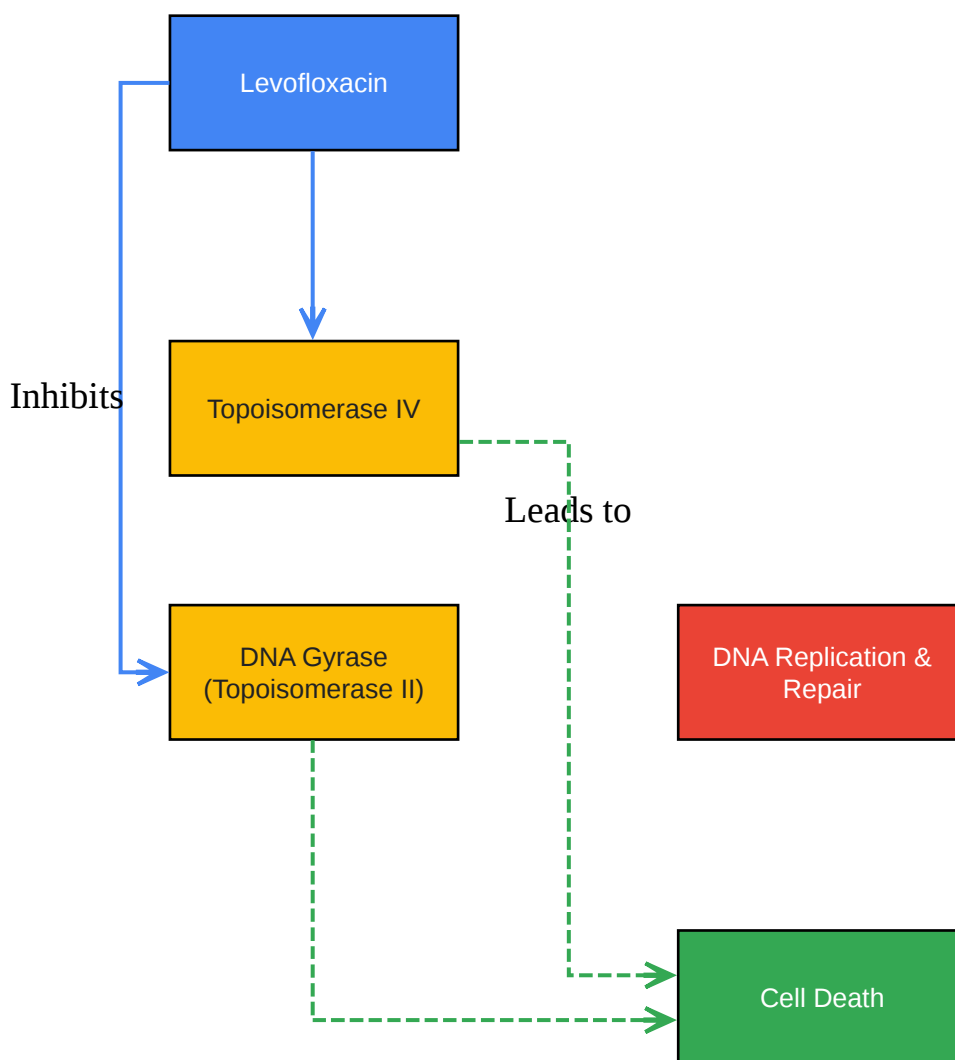 Levofloxacin
Inhibits
Topoisomerase IV
Leads to
DNA Gyrase
(Topoisomerase II)
DNA Replication &
Repair
Cell Death